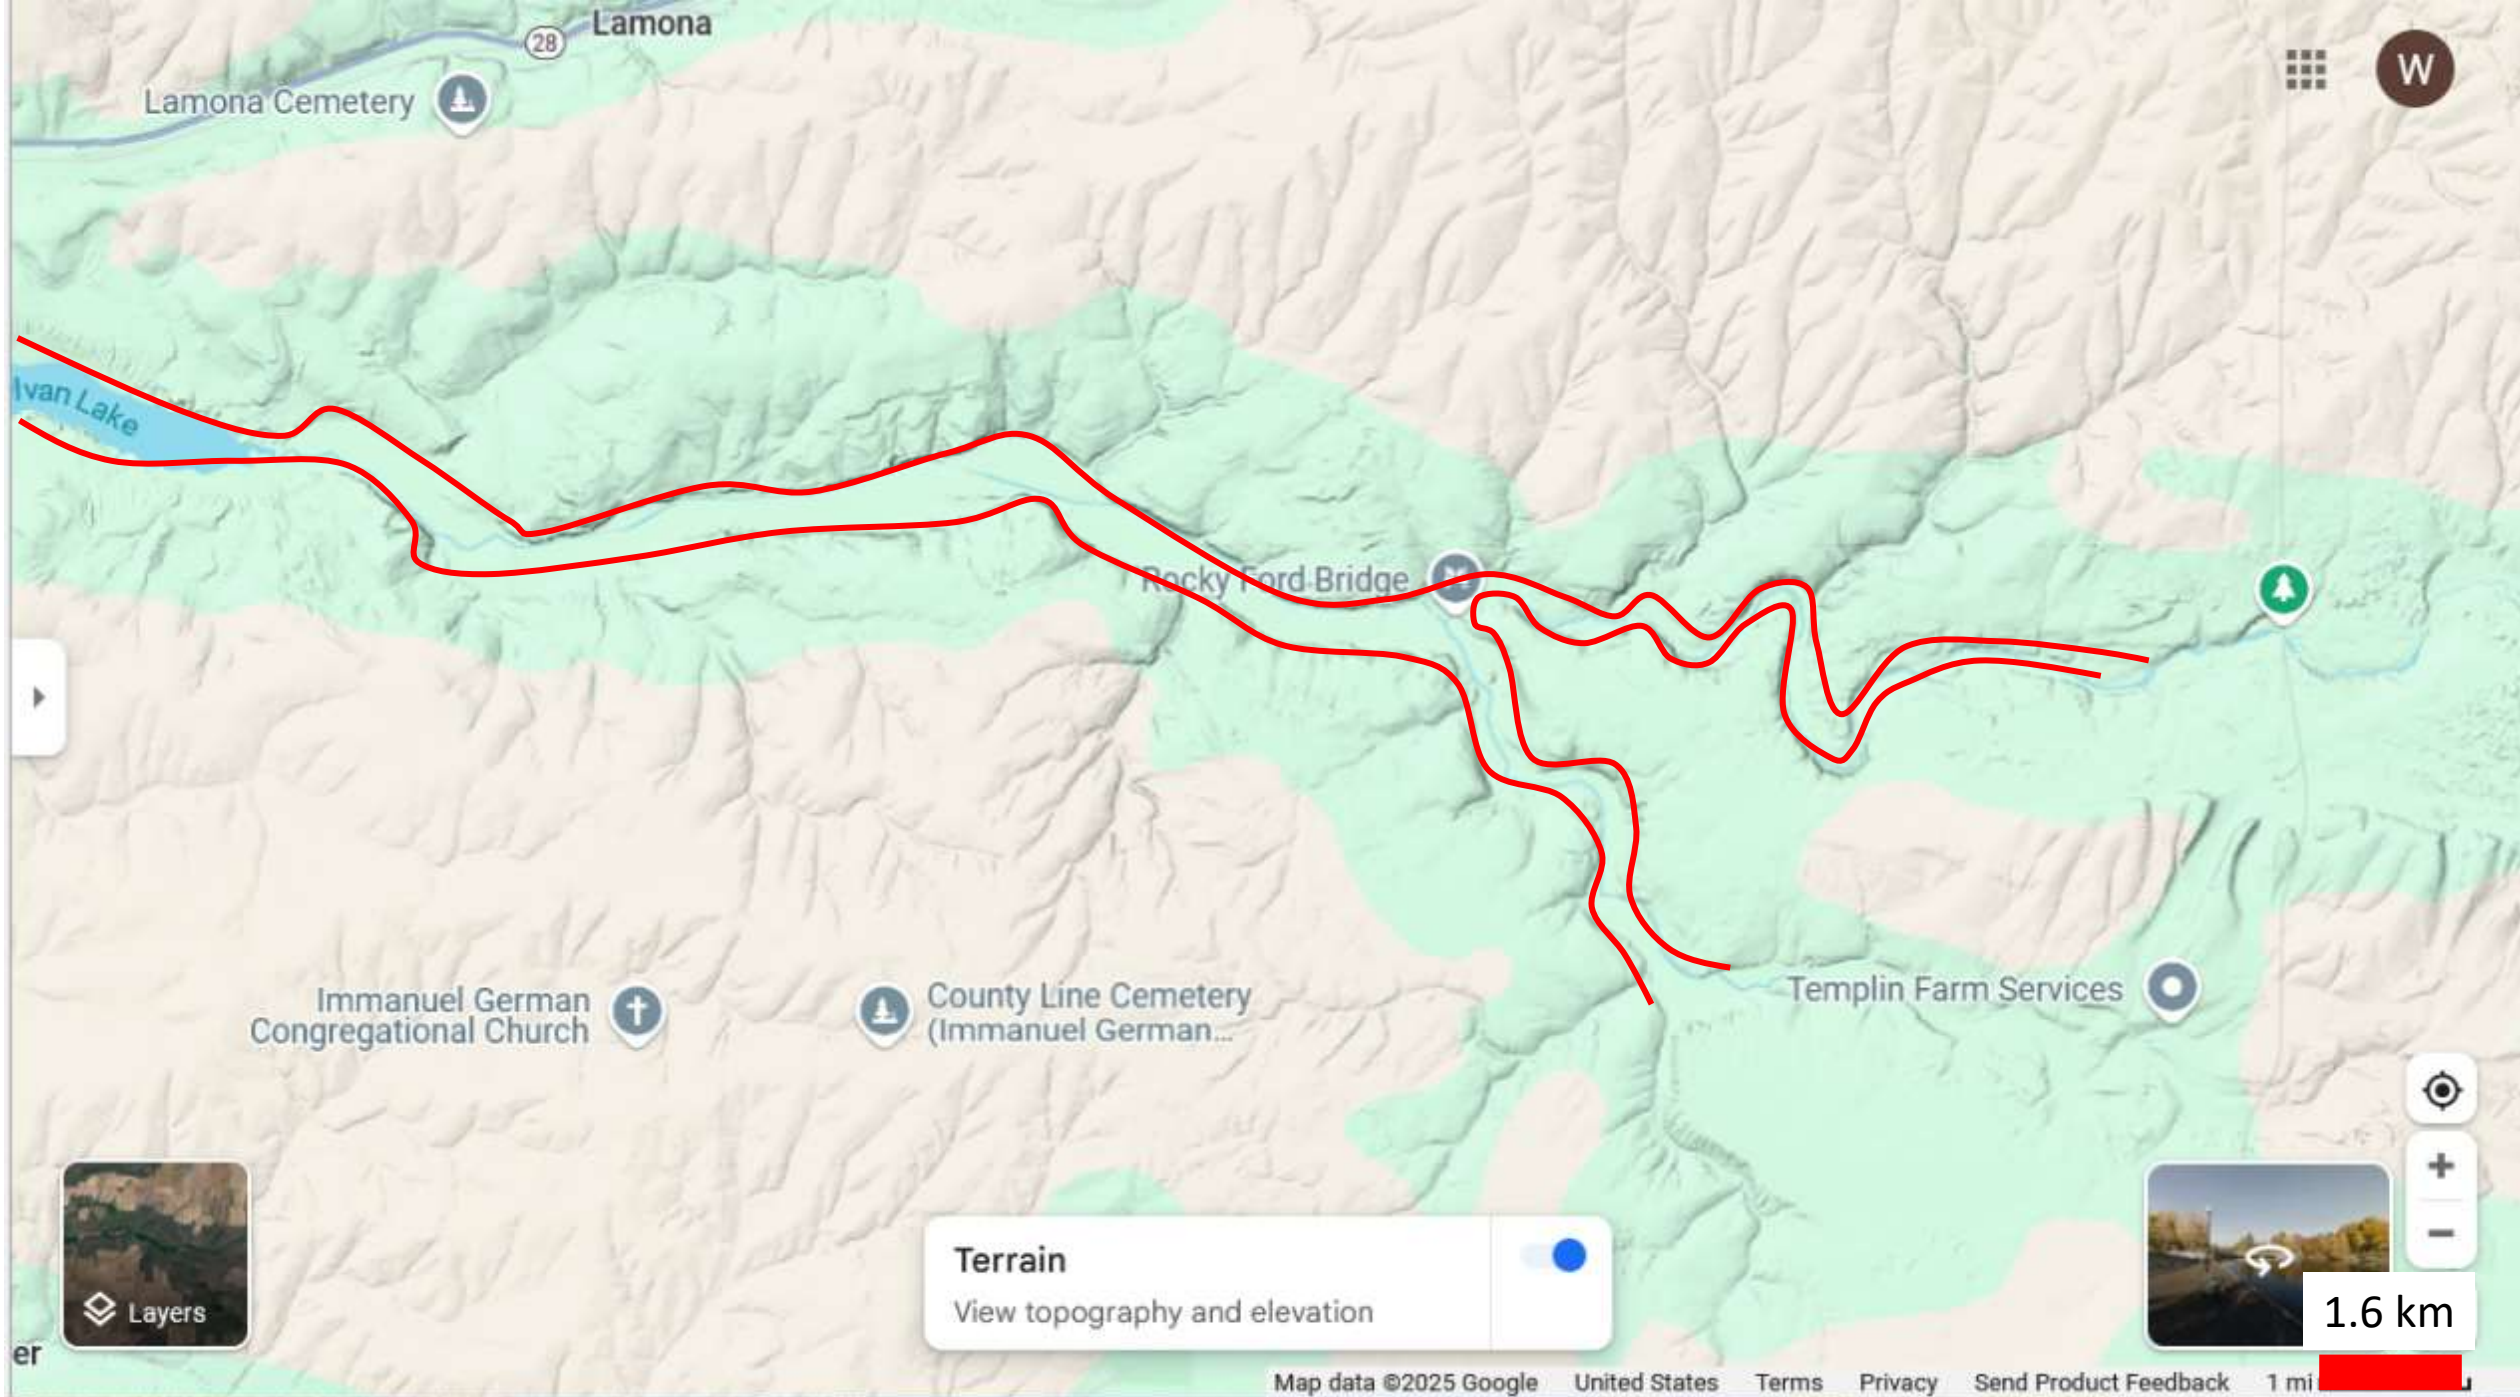 Lamona
28
Lamona Cemetery
W
Ivan Lake
Rocky Ford Bridge
Immanuel German
Congregational Church
County Line Cemetery
(Immanuel German...
Templin Farm Services
Layers
Terrain
View topography and elevation
1.6 km
er
Map data ©2025 Google United States Terms Privacy Send Product Feedback 1 mi